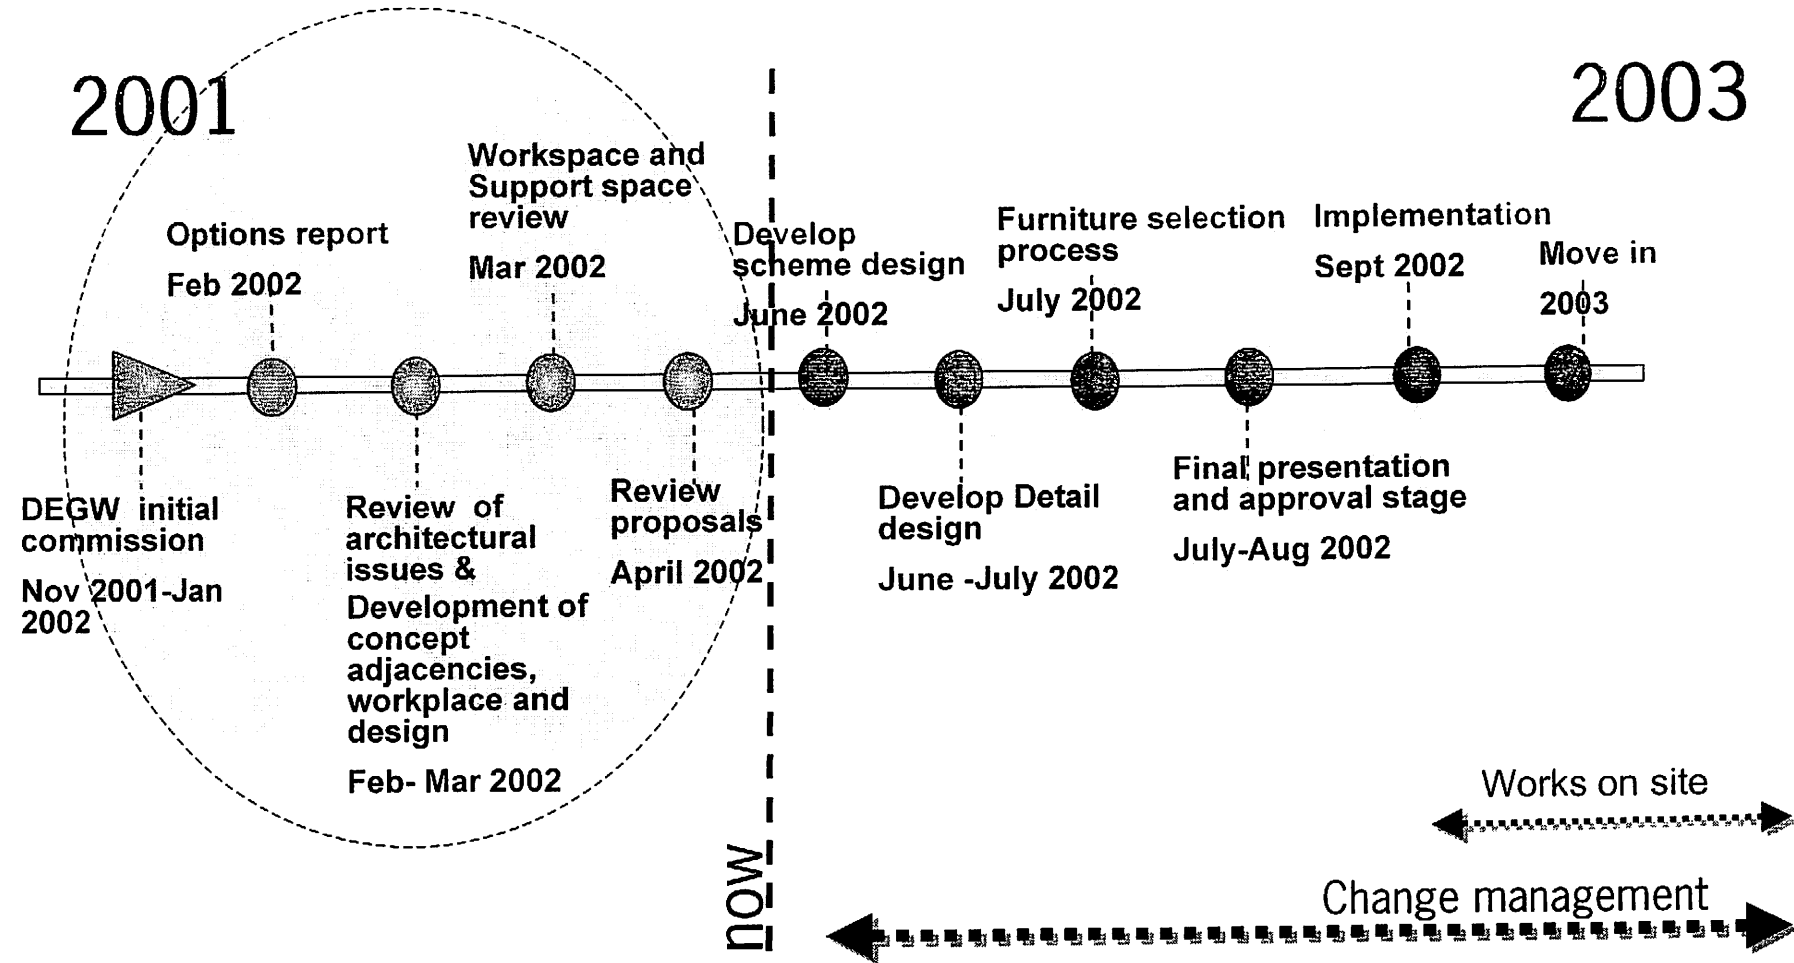 2001
2003
Workspace and
Support space
review
Mar 2002
Options report
Feb 2002
Develop
scheme design
June 2002
Furniture selection
process
July 2002
Implementation
Sept 2002
Move in
2003
DEGW initial
commission
Nov 2001-Jan
2002
Review of
architectural
issues &
Development of
concept
adjacencies,
workplace and
design
Feb- Mar 2002
Review
proposals
April 2002
Develop Detail
design
June -July 2002
Final presentation
and approval stage
July-Aug 2002
Works on site
Change management
now